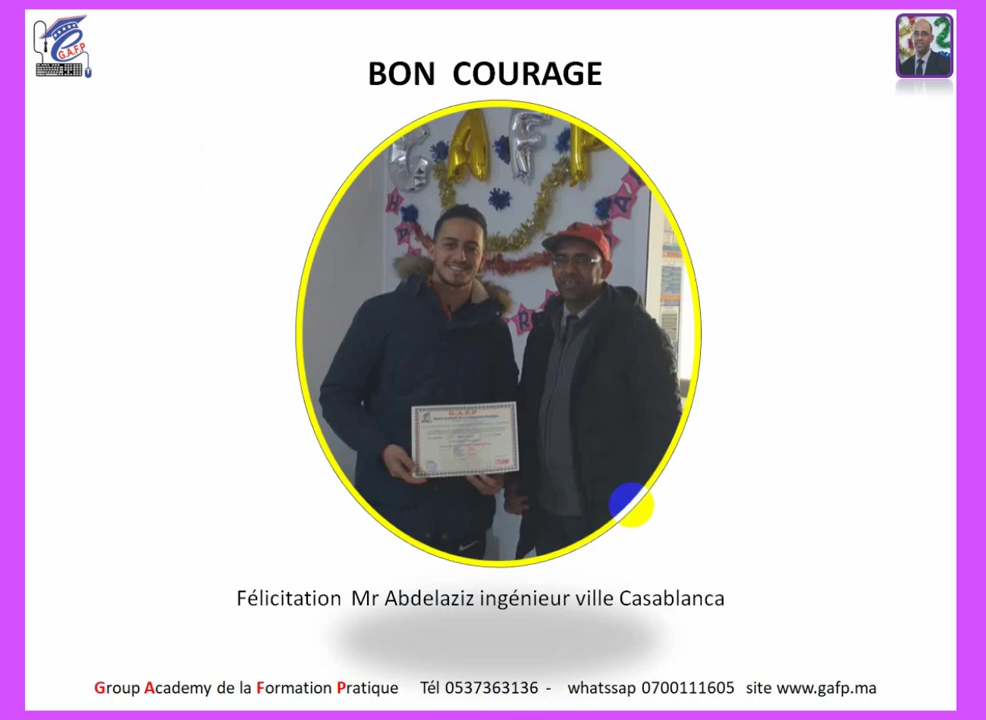 G.A.F.P
BON COURAGE
G A F P
G.A.F.P
Félicitation Mr Abdelaziz ingénieur ville Casablanca
Group Academy de la Formation Pratique Tél 0537363136 - whatssap 0700111605 site www.gafp.ma